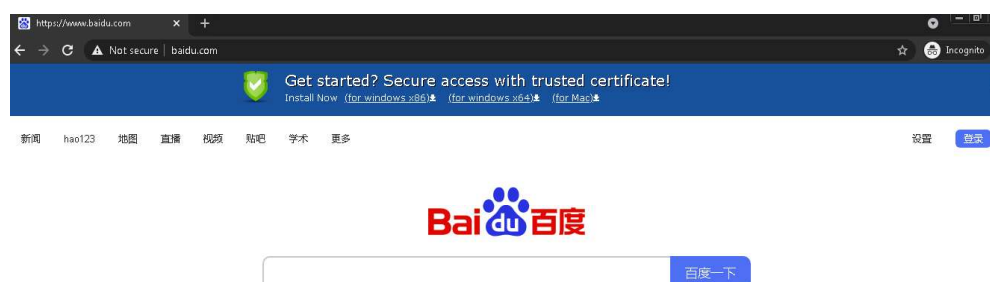 https://www.baidu.com
Not secure | baidu.com
Incognito
Get started? Secure access with trusted certificate!
Install Now (for windows x86) (for windows x64) (for Mac)
新闻 hao123 地图 直播 视频 贴吧 学术 更多 设置 登录
Bai du 百度
百度一下